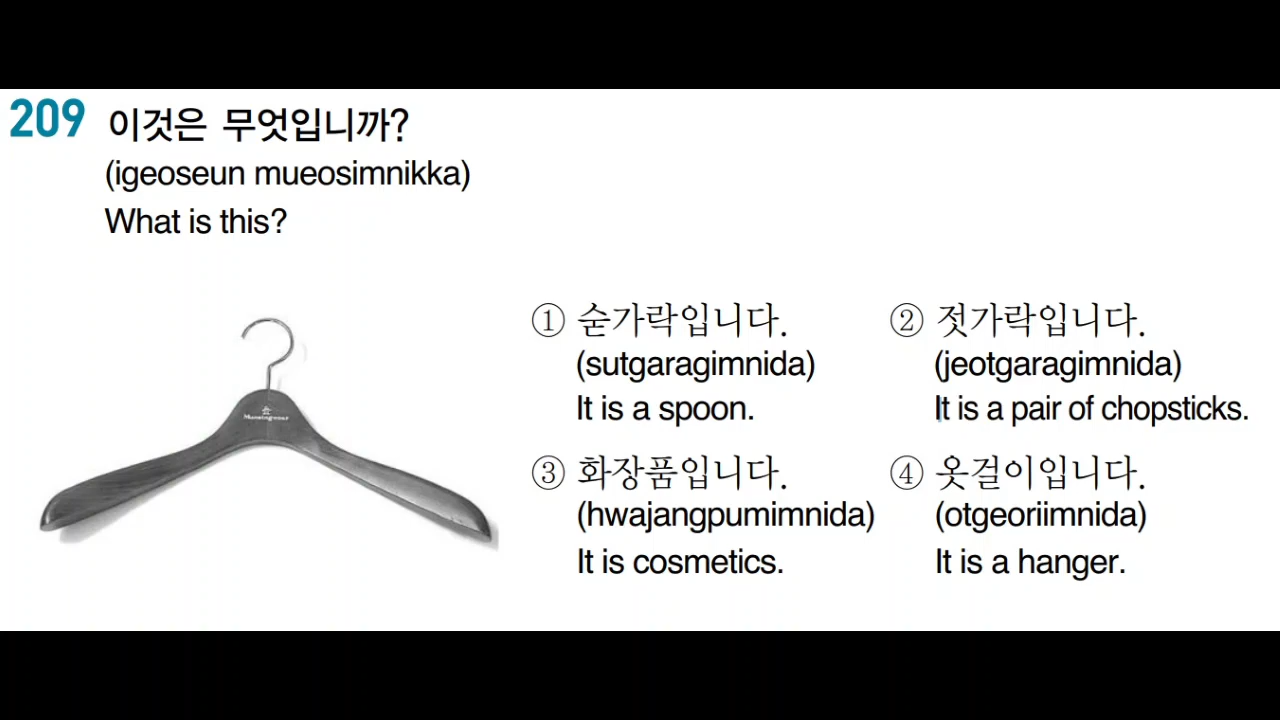 209 이것은 무엇입니까?
(igeoseun mueosimnikka)
What is this?
Munsingwear
① 숟가락입니다.
(sutgaragimnida)
It is a spoon.
② 젓가락입니다.
(jeotgaragimnida)
It is a pair of chopsticks.
③ 화장품입니다.
(hwajangpumimnida)
It is cosmetics.
④ 옷걸이입니다.
(otgeoriimnida)
It is a hanger.